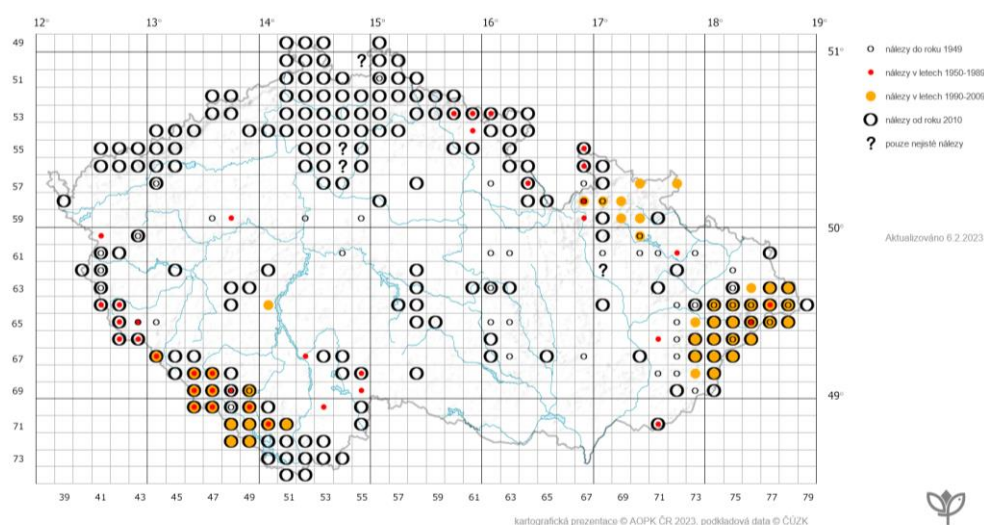 12° 13° 14° 15° 16° 17° 18° 19°
49
51
53
55
57
59
61
63
65
67
69
71
73
51°
50°
49°
39 41 43 45 47 49 51 53 55 57 59 61 63 65 67 69 71 73 75 77 79
? ? ? ?
nálezy do roku 1949
nálezy v letech 1950-1989
nálezy v letech 1990-2009
nálezy od roku 2010
? pouze nejisté nálezy
Aktualizováno 6.2.2023
kartografická prezentace © AOPK ČR 2023, podkladová data © ČÚZK